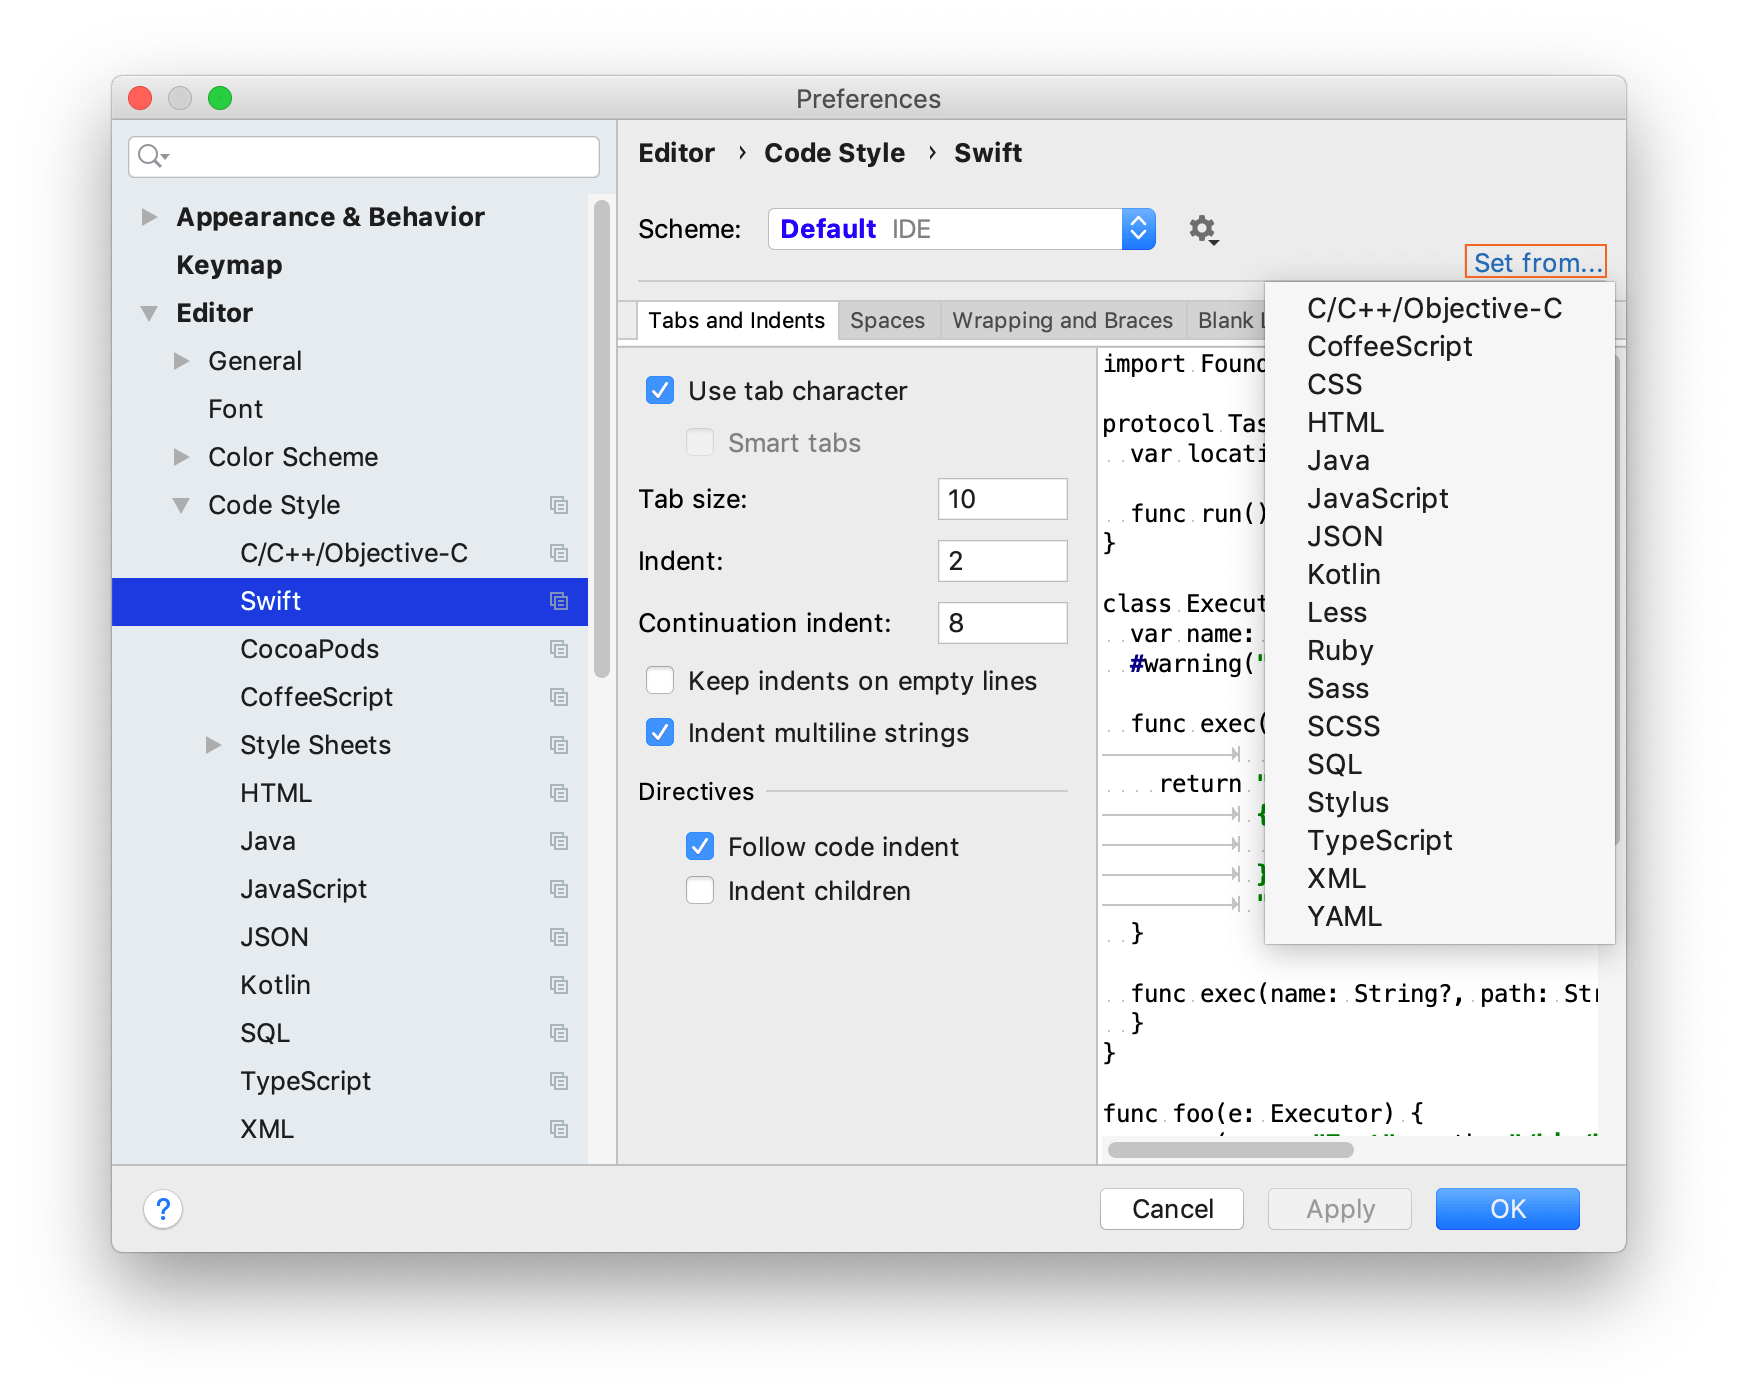 Preferences
Appearance & Behavior
Keymap
Editor
General
Font
Color Scheme
Code Style
C/C++/Objective-C
Swift
CocoaPods
CoffeeScript
Style Sheets
HTML
Java
JavaScript
JSON
Kotlin
SQL
TypeScript
XML
Editor › Code Style › Swift
Scheme: Default IDE
Set from...
Tabs and Indents Spaces Wrapping and Braces Blank
Use tab character
Smart tabs
Tab size: 10
Indent: 2
Continuation indent: 8
Keep indents on empty lines
Indent multiline strings
Directives
Follow code indent
Indent children
import Found
protocol Tas
var locati
func run()
}
class Execut
var name:
#warning("
func exec(
return "
{
}
"
}
func exec(name: String?, path: Str
}
}
func foo(e: Executor) {
C/C++/Objective-C
CoffeeScript
CSS
HTML
Java
JavaScript
JSON
Kotlin
Less
Ruby
Sass
SCSS
SQL
Stylus
TypeScript
XML
YAML
?
Cancel Apply OK